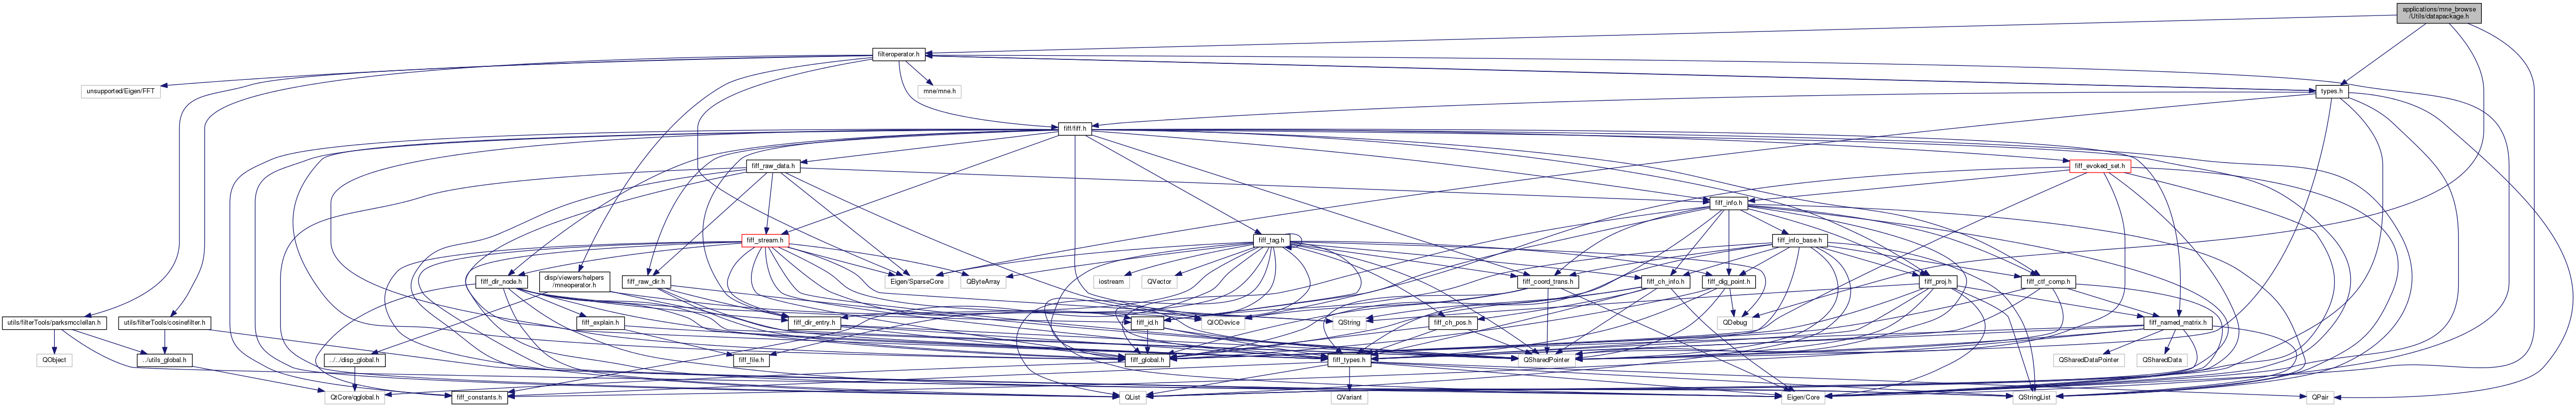 applications/mne_browse
/Utils/datapackage.h
filteroperator.h
unsupported/Eigen/FFT
mne/mne.h
types.h
fiff/fiff.h
fiff_raw_data.h
fiff_evoked_set.h
fiff_info.h
fiff_stream.h
fiff_tag.h
fiff_info_base.h
fiff_dir_node.h
disp/viewers/helpers
/mneoperator.h
fiff_raw_dir.h
Eigen/SparseCore
QByteArray
iostream
QVector
fiff_coord_trans.h
fiff_ch_info.h
fiff_dig_point.h
fiff_proj.h
fiff_ctf_comp.h
utils/filterTools/parksmcclellan.h
utils/filterTools/cosinefilter.h
fiff_explain.h
fiff_dir_entry.h
fiff_id.h
QIODevice
QString
fiff_ch_pos.h
QDebug
fiff_named_matrix.h
QObject
../utils_global.h
../../disp_global.h
fiff_file.h
fiff_global.h
fiff_types.h
QSharedPointer
QSharedDataPointer
QSharedData
QtCore/qglobal.h
fiff_constants.h
QList
QVariant
Eigen/Core
QStringList
QPair